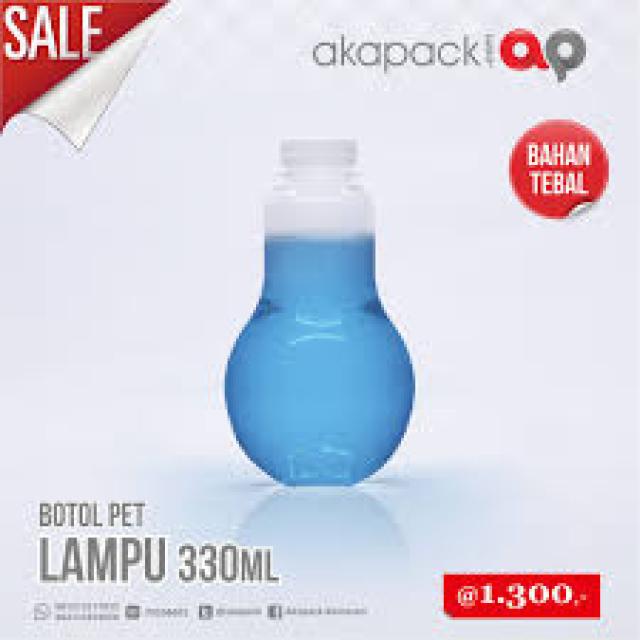 SALE
akapack
BAHAN
TEBAL
BOTOL PET
LAMPU 330ML
@1.300,-